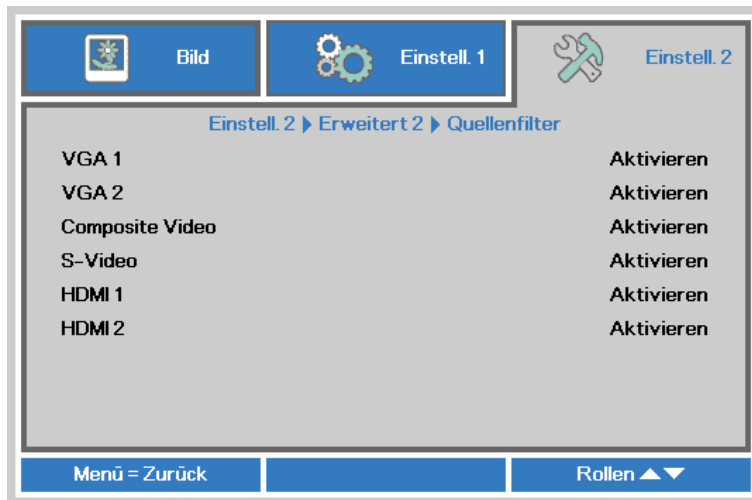 Bild
Einstell. 1
Einstell. 2
Einstell. 2 ▶ Erweitert 2 ▶ Quellenfilter
VGA 1 Aktivieren
VGA 2 Aktivieren
Composite Video Aktivieren
S-Video Aktivieren
HDMI 1 Aktivieren
HDMI 2 Aktivieren
Menü = Zurück
Rollen ▲▼